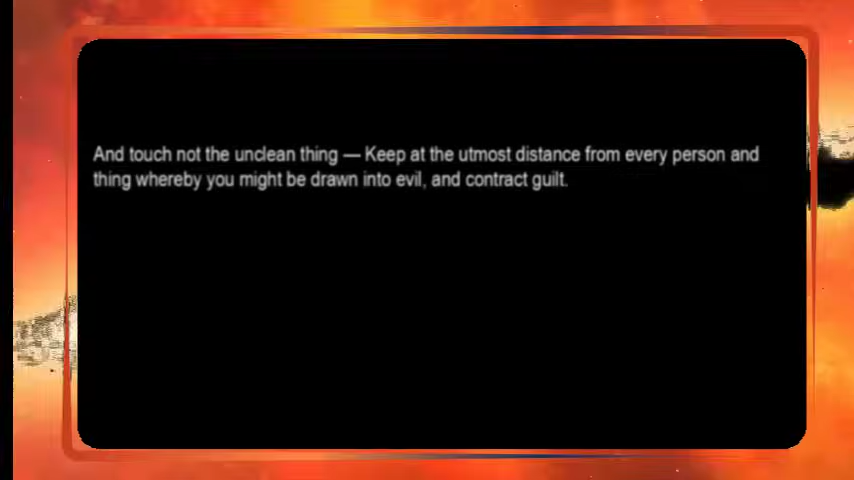 And touch not the unclean thing — Keep at the utmost distance from every person and
thing whereby you might be drawn into evil, and contract guilt.